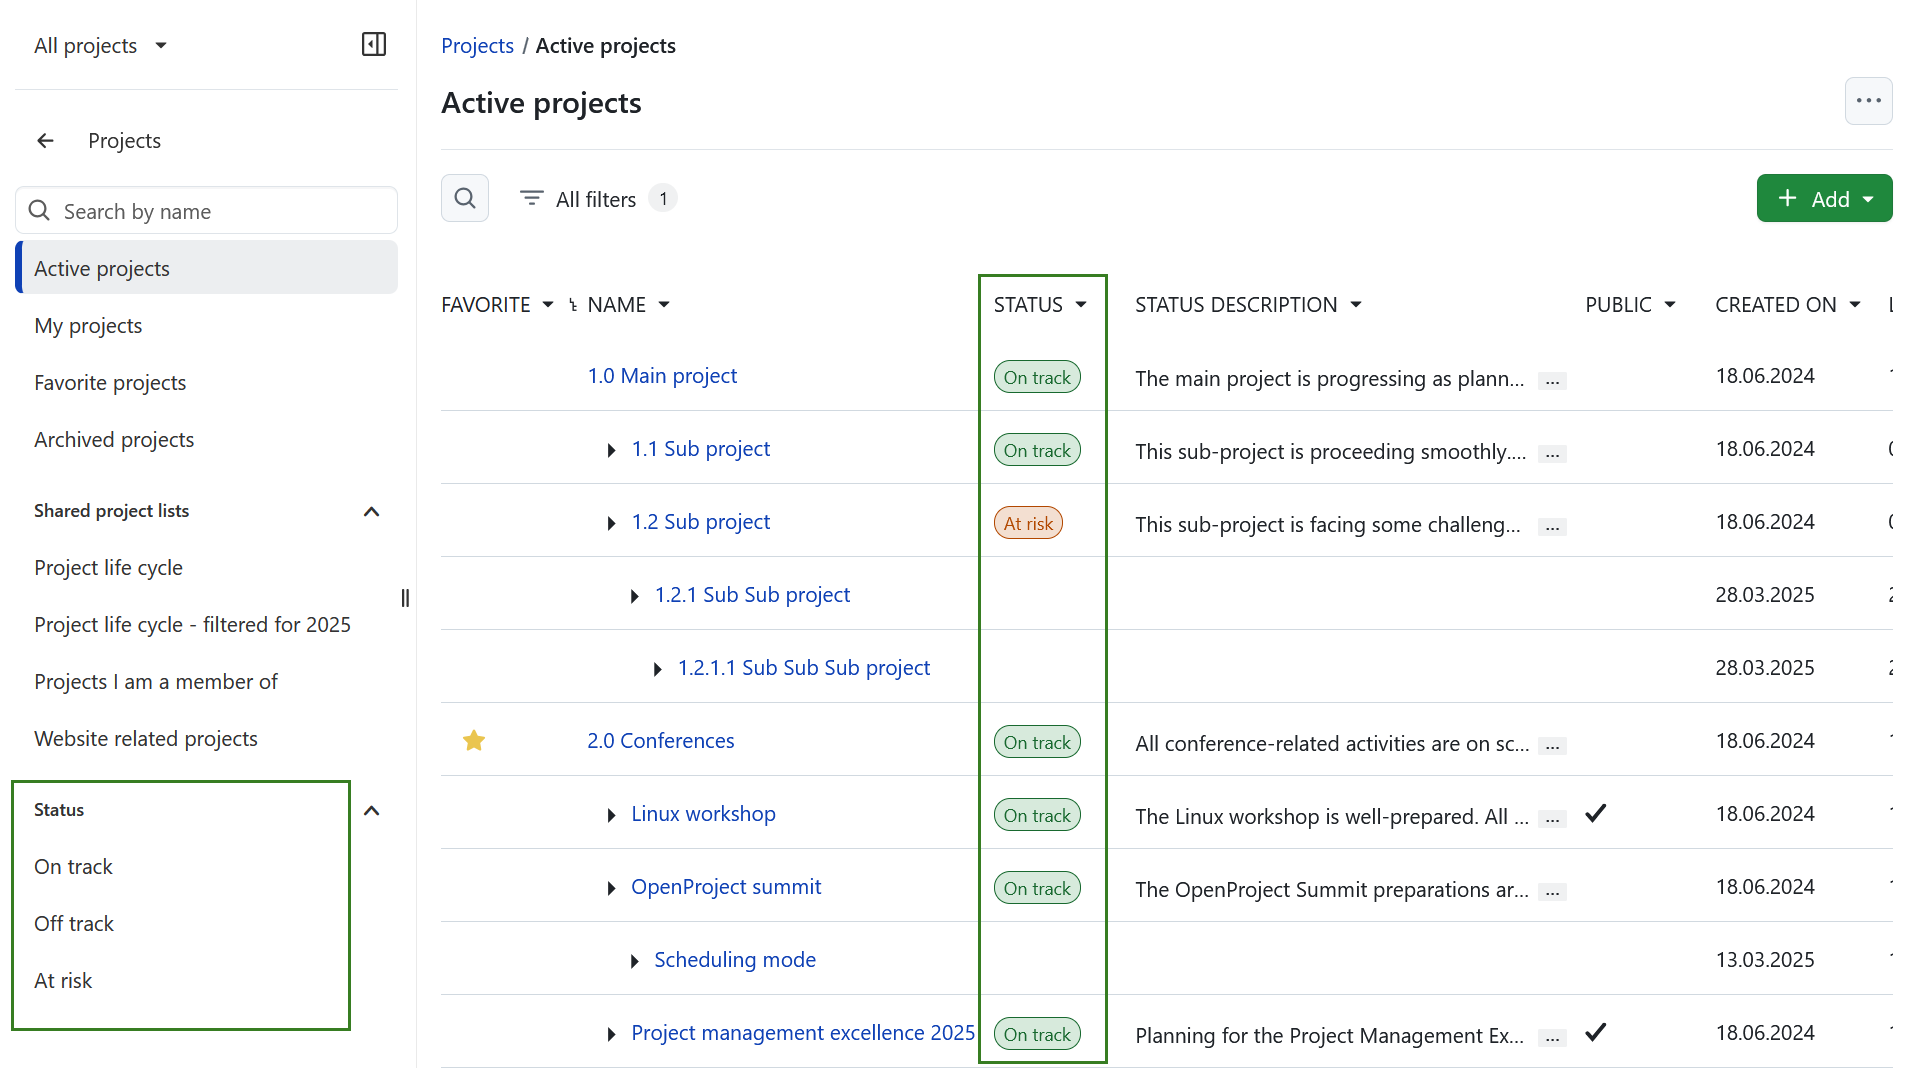 All projects
Projects
Search by name
Active projects
My projects
Favorite projects
Archived projects
Shared project lists
Project life cycle
Project life cycle - filtered for 2025
Projects I am a member of
Website related projects
Status
On track
Off track
At risk
Projects / Active projects
Active projects
All filters 1
+ Add
FAVORITE NAME STATUS STATUS DESCRIPTION PUBLIC CREATED ON
1.0 Main project On track The main project is progressing as plann... ... 18.06.2024
1.1 Sub project On track This sub-project is proceeding smoothly.... ... 18.06.2024
1.2 Sub project At risk This sub-project is facing some challeng... ... 18.06.2024
1.2.1 Sub Sub project 28.03.2025
1.2.1.1 Sub Sub Sub project 28.03.2025
2.0 Conferences On track All conference-related activities are on sc... ... 18.06.2024
Linux workshop On track The Linux workshop is well-prepared. All ... ... 18.06.2024
OpenProject summit On track The OpenProject Summit preparations ar... ... 18.06.2024
Scheduling mode 13.03.2025
Project management excellence 2025 On track Planning for the Project Management Ex... ... 18.06.2024